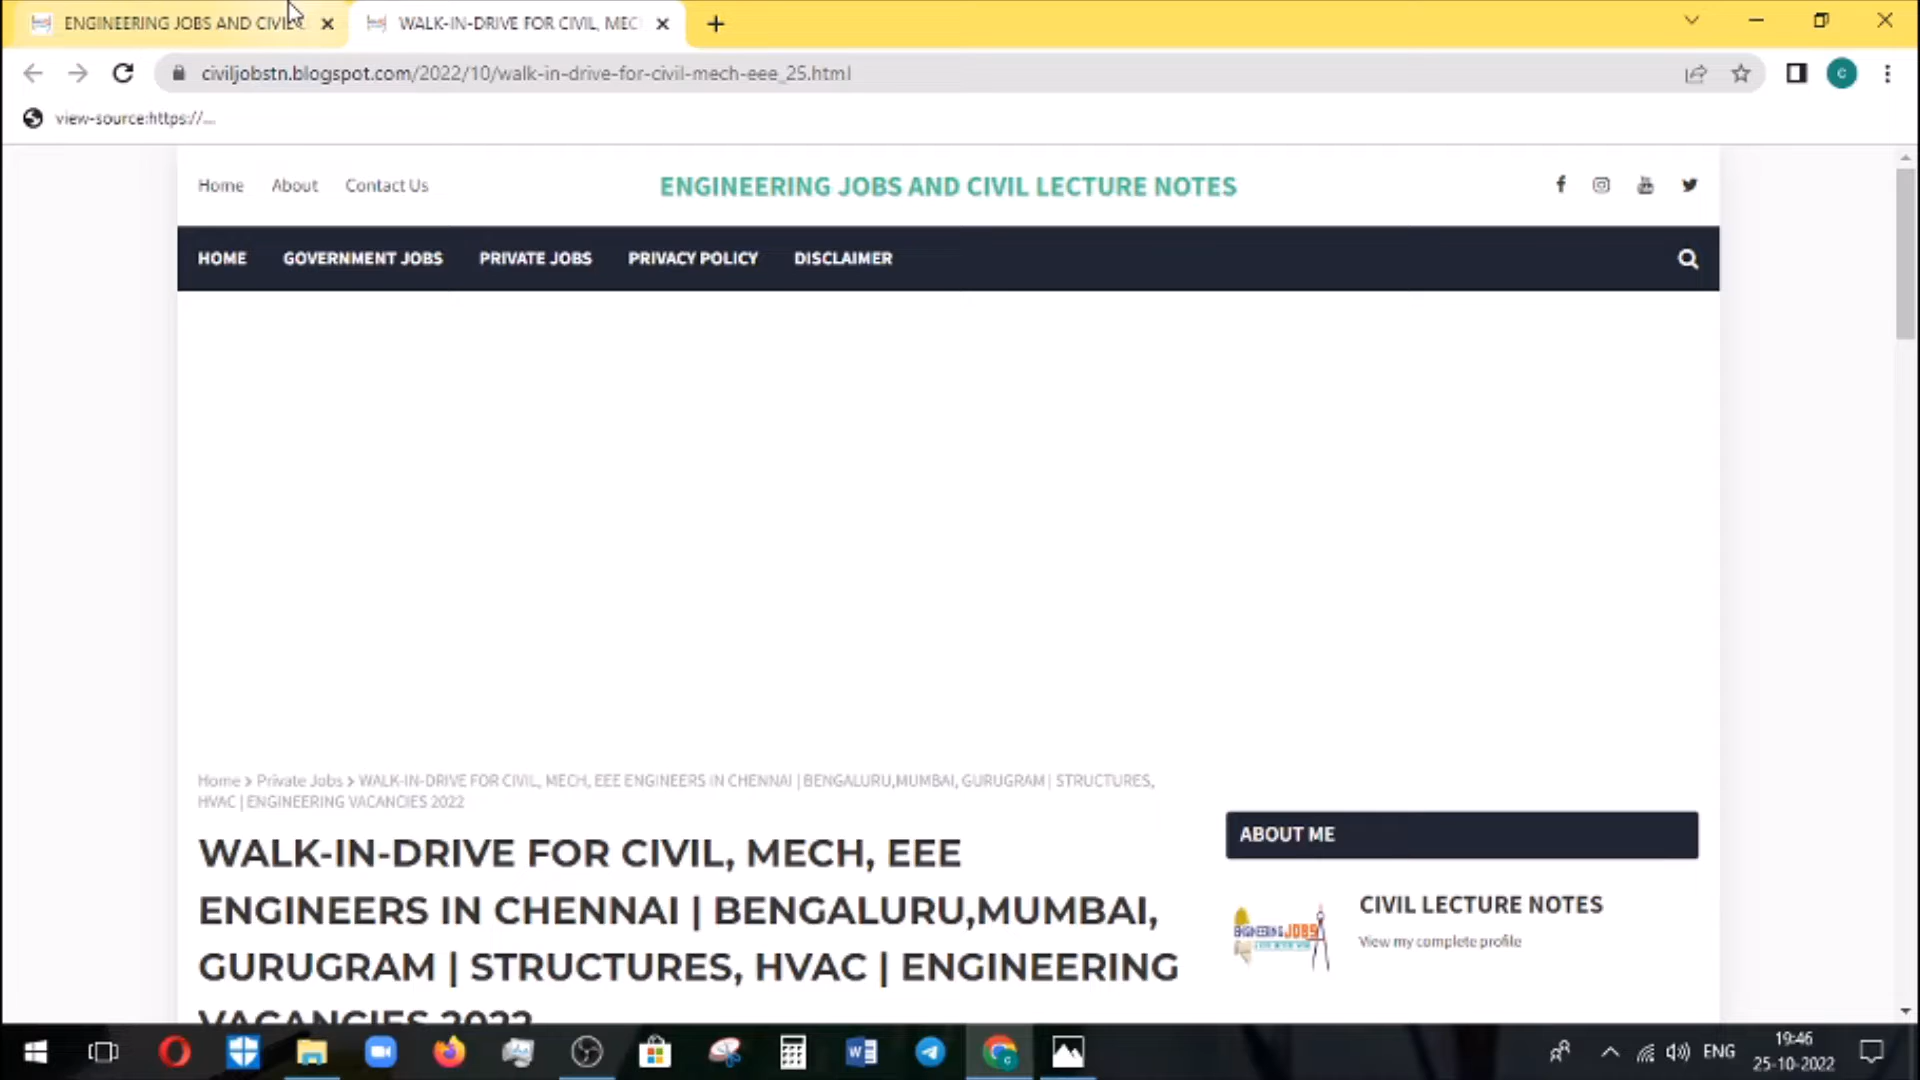 ENGINEERING JOBS AND CIVIL
WALK-IN-DRIVE FOR CIVIL, MEC
civiljobstn.blogspot.com/2022/10/walk-in-drive-for-civil-mech-eee_25.html
C
view-source:https://...
Home About Contact Us
ENGINEERING JOBS AND CIVIL LECTURE NOTES
HOME GOVERNMENT JOBS PRIVATE JOBS PRIVACY POLICY DISCLAIMER
Home > Private Jobs > WALK-IN-DRIVE FOR CIVIL, MECH, EEE ENGINEERS IN CHENNAI | BENGALURU,MUMBAI, GURUGRAM | STRUCTURES,
HVAC | ENGINEERING VACANCIES 2022
WALK-IN-DRIVE FOR CIVIL, MECH, EEE
ENGINEERS IN CHENNAI | BENGALURU,MUMBAI,
GURUGRAM | STRUCTURES, HVAC | ENGINEERING
VACANCIES 2022
ABOUT ME
ENGINEERING JOBS
CIVIL LECTURE NOTES
View my complete profile
ENG
19:46
25-10-2022